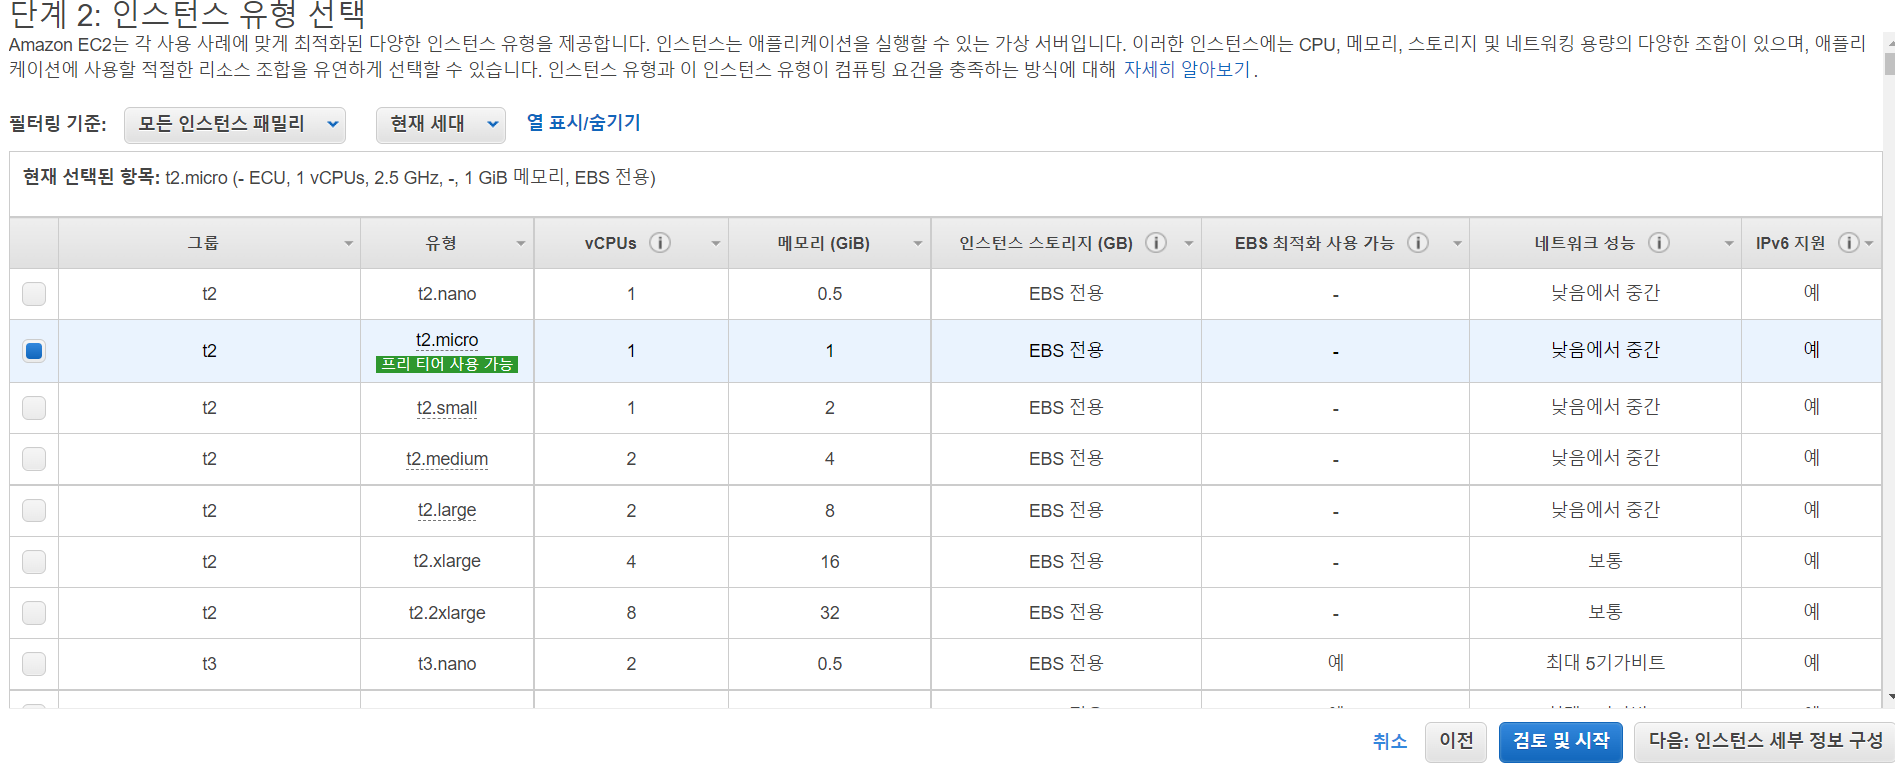 단계 2: 인스턴스 유형 선택
Amazon EC2는 각 사용 사례에 맞게 최적화된 다양한 인스턴스 유형을 제공합니다. 인스턴스는 애플리케이션을 실행할 수 있는 가상 서버입니다. 이러한 인스턴스에는 CPU, 메모리, 스토리지 및 네트워킹 용량의 다양한 조합이 있으며, 애플리
케이션에 사용할 적절한 리소스 조합을 유연하게 선택할 수 있습니다. 인스턴스 유형과 이 인스턴스 유형이 컴퓨팅 요건을 충족하는 방식에 대해 자세히 알아보기.
필터링 기준: 모든 인스턴스 패밀리 현재 세대 열 표시/숨기기
현재 선택된 항목: t2.micro (- ECU, 1 vCPUs, 2.5 GHz, -, 1 GiB 메모리, EBS 전용)
그룹 유형 vCPUs 메모리 (GiB) 인스턴스 스토리지 (GB) EBS 최적화 사용 가능 네트워크 성능 IPv6 지원
t2 t2.nano 1 0.5 EBS 전용 - 낮음에서 중간 예
t2 t2.micro 1 1 EBS 전용 - 낮음에서 중간 예
프리 티어 사용 가능
t2 t2.small 1 2 EBS 전용 - 낮음에서 중간 예
t2 t2.medium 2 4 EBS 전용 - 낮음에서 중간 예
t2 t2.large 2 8 EBS 전용 - 낮음에서 중간 예
t2 t2.xlarge 4 16 EBS 전용 - 보통 예
t2 t2.2xlarge 8 32 EBS 전용 - 보통 예
t3 t3.nano 2 0.5 EBS 전용 예 최대 5기가비트 예
취소 이전 검토 및 시작 다음: 인스턴스 세부 정보 구성